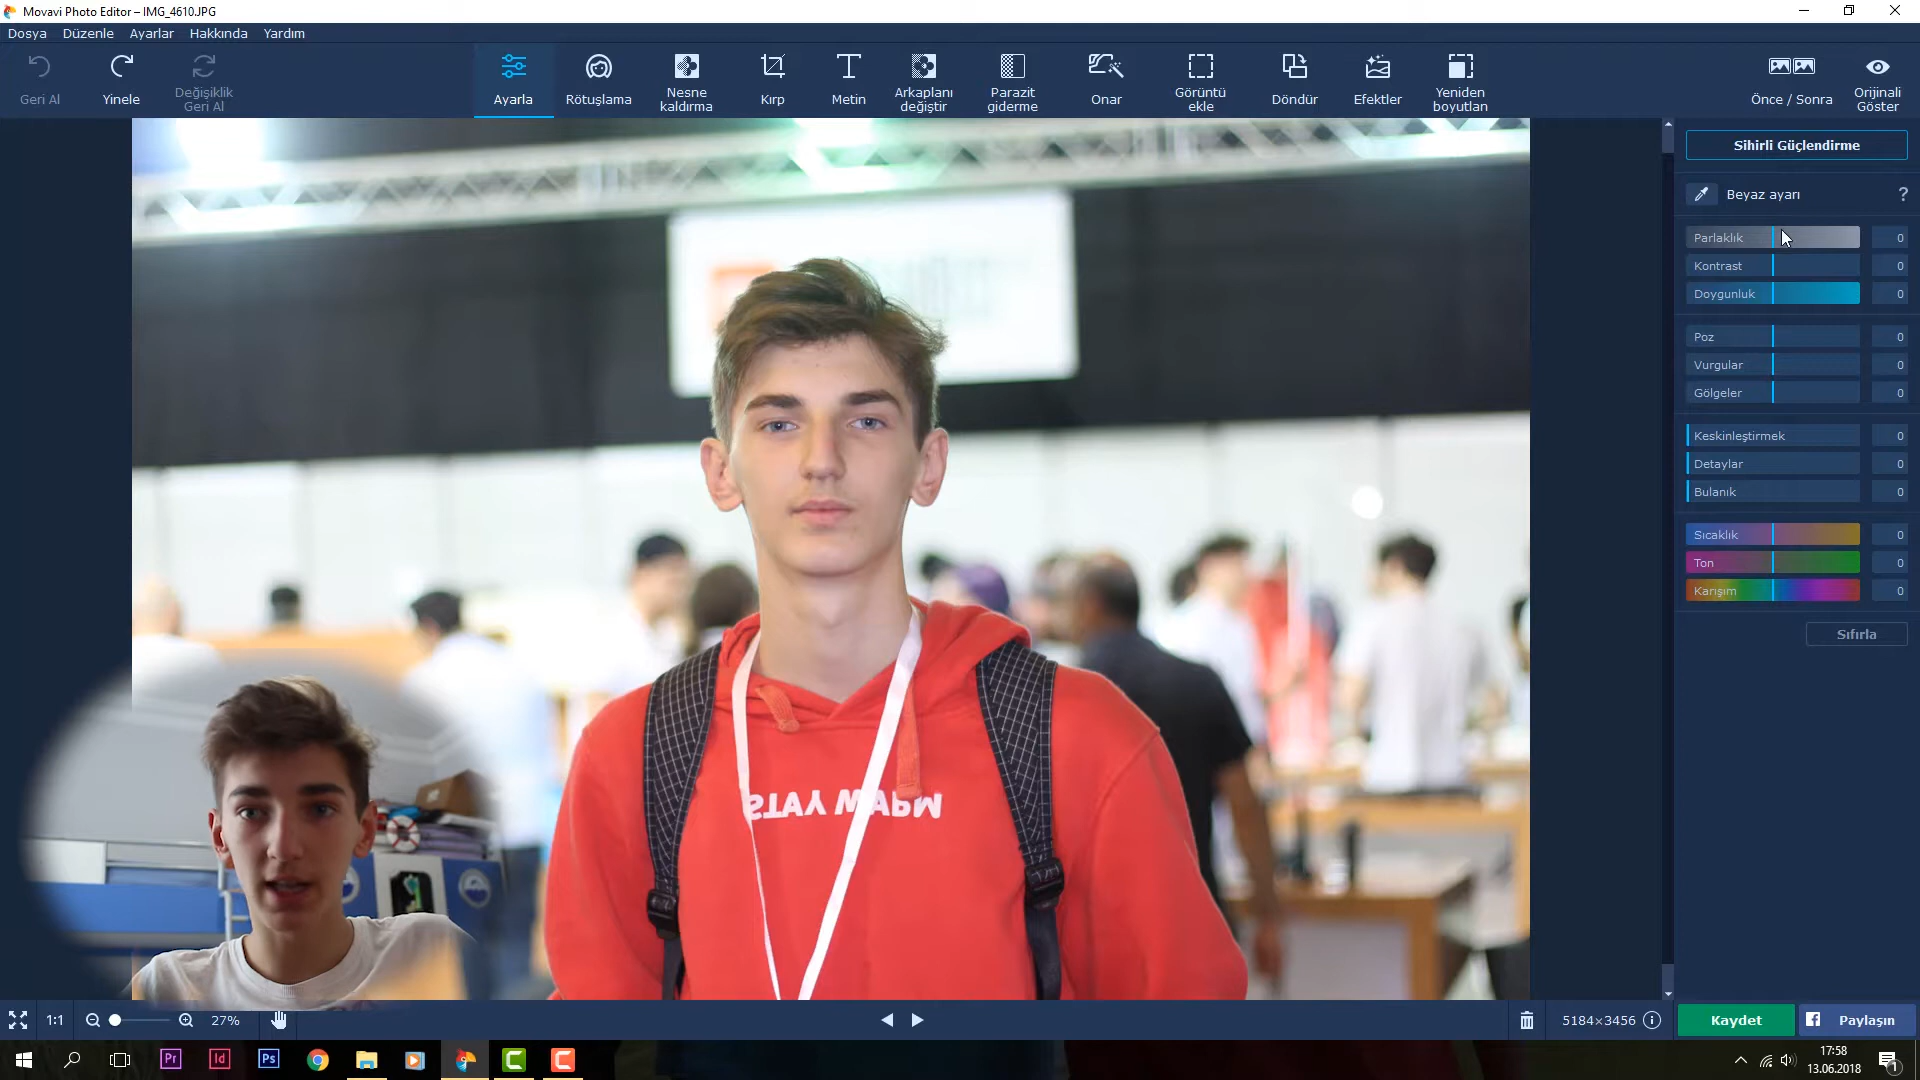 Movavi Photo Editor – IMG_4610.JPG
Dosya Düzenle Ayarlar Hakkında Yardım
Geri Al
Yinele
Değişiklik
Geri Al
Ayarla
Rötuşlama
Nesne
kaldırma
Kırp
Metin
Arkaplanı
değiştir
Parazit
giderme
Onar
Görüntü
ekle
Döndür
Efektler
Yeniden
boyutlan
Önce / Sonra
Orijinali
Göster
Sihirli Güçlendirme
Beyaz ayarı ?
Parlaklık 0
Kontrast 0
Doygunluk 0
Poz 0
Vurgular 0
Gölgeler 0
Keskinleştirmek 0
Detaylar 0
Bulanık 0
Sıcaklık 0
Ton 0
Karışım 0
Sıfırla
1:1 27% 5184×3456 Kaydet Paylaşın
Pr Id Ps
17:58
13.06.2018
1